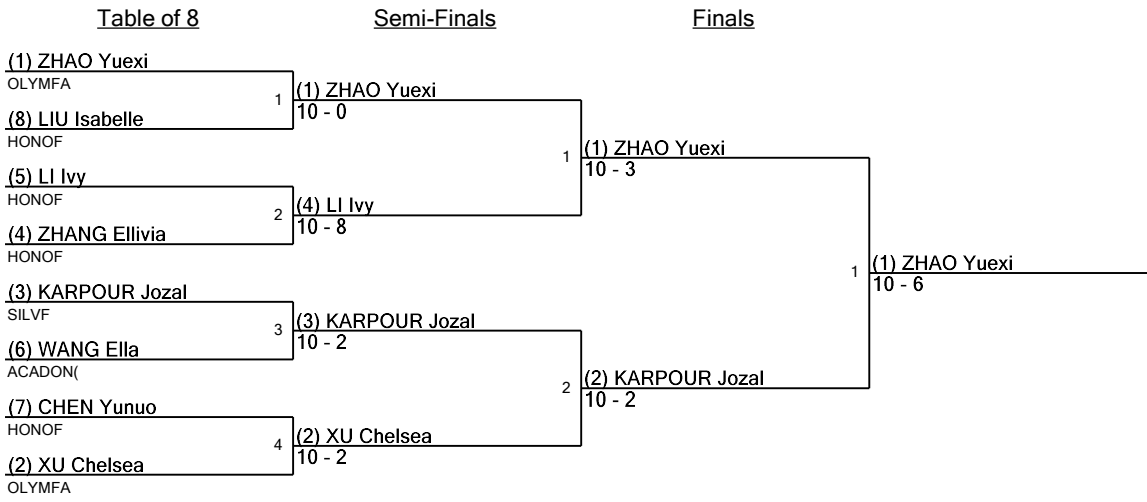 Table of 8
Semi-Finals
Finals
(1) ZHAO Yuexi
OLYMFA
1
(8) LIU Isabelle
HONOF
(5) LI Ivy
HONOF
2
(4) ZHANG Ellivia
HONOF
(3) KARPOUR Jozal
SILVF
3
(6) WANG Ella
ACADON(
(7) CHEN Yunuo
HONOF
4
(2) XU Chelsea
OLYMFA
(1) ZHAO Yuexi
10 - 0
1
(4) LI Ivy
10 - 8
(3) KARPOUR Jozal
10 - 2
2
(2) XU Chelsea
10 - 2
(1) ZHAO Yuexi
10 - 3
1
(2) KARPOUR Jozal
10 - 2
(1) ZHAO Yuexi
10 - 6